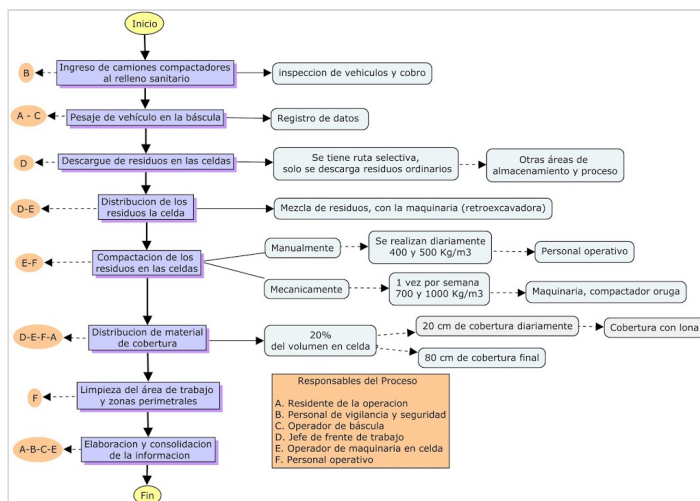 Inicio
B
Ingreso de camiones compactadores
al relleno sanitario
inspeccion de vehiculos y cobro
A - C
Pesaje de vehículo en la báscula
Registro de datos
D
Descargue de residuos en las celdas
Se tiene ruta selectiva,
solo se descarga residuos ordinarios
Otras áreas de
almacenamiento y proceso
D-E
Distribucion de los
residuos la celda
Mezcla de residuos, con la maquinaria (retroexcavadora)
E-F
Compactacion de los
residuos en las celdas
Manualmente
Se realizan diariamente
400 y 500 Kg/m3
Personal operativo
Mecanicamente
1 vez por semana
700 y 1000 Kg/m3
Maquinaria, compactador oruga
D-E-F-A
Distribucion de material
de cobertura
20%
del volumen en celda
20 cm de cobertura diariamente
Cobertura con lona
80 cm de cobertura final
F
Limpieza del área de trabajo
y zonas perimetrales
A-B-C-E
Elaboracion y consolidacion
de la informacion
Fin
Responsables del Proceso
A. Residente de la operacion
B. Personal de vigilancia y seguridad
C. Operador de báscula
D. Jefe de frente de trabajo
E. Operador de maquinaria en celda
F. Personal operativo